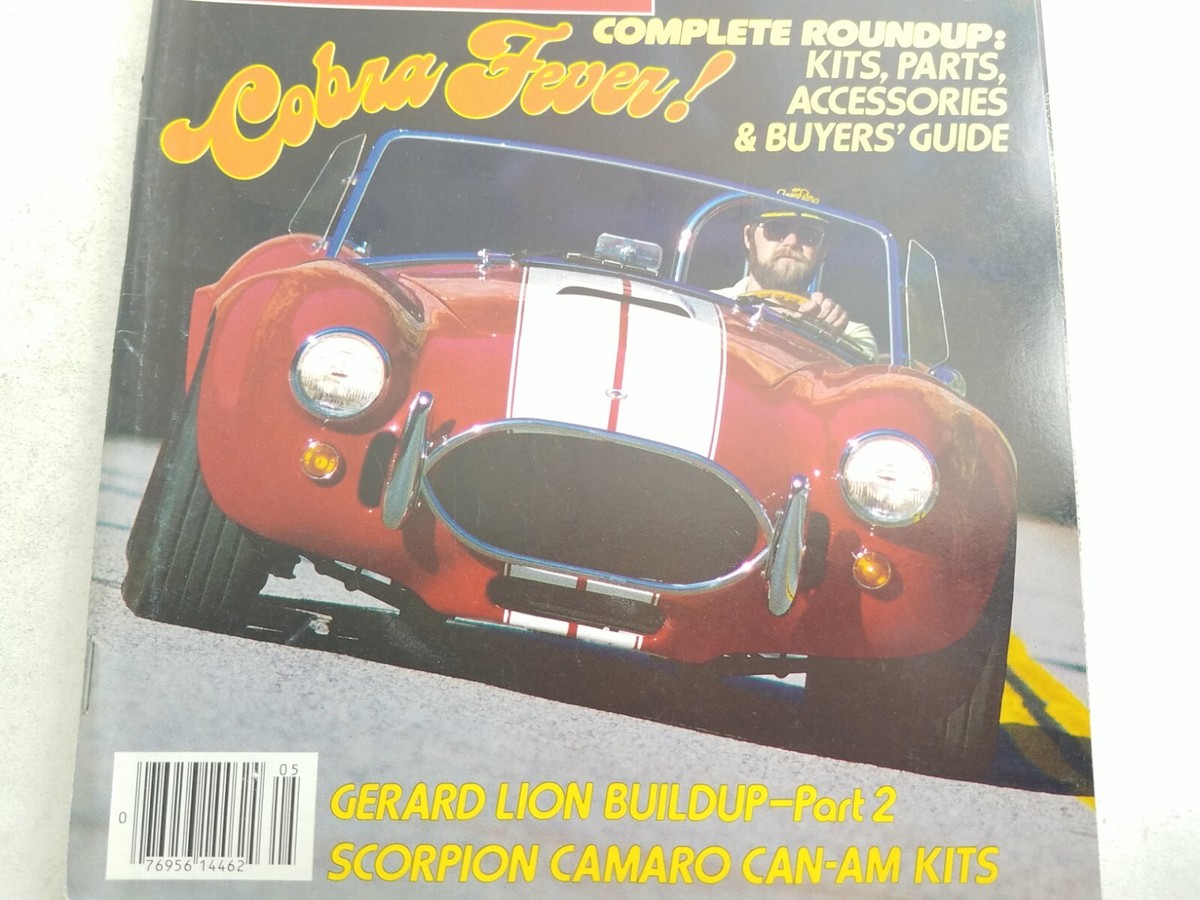 Cobra Fever!
COMPLETE ROUNDUP:
KITS, PARTS,
ACCESSORIES
& BUYERS' GUIDE
05
0
76956 14462
GERARD LION BUILDUP-Part 2
SCORPION CAMARO CAN-AM KITS